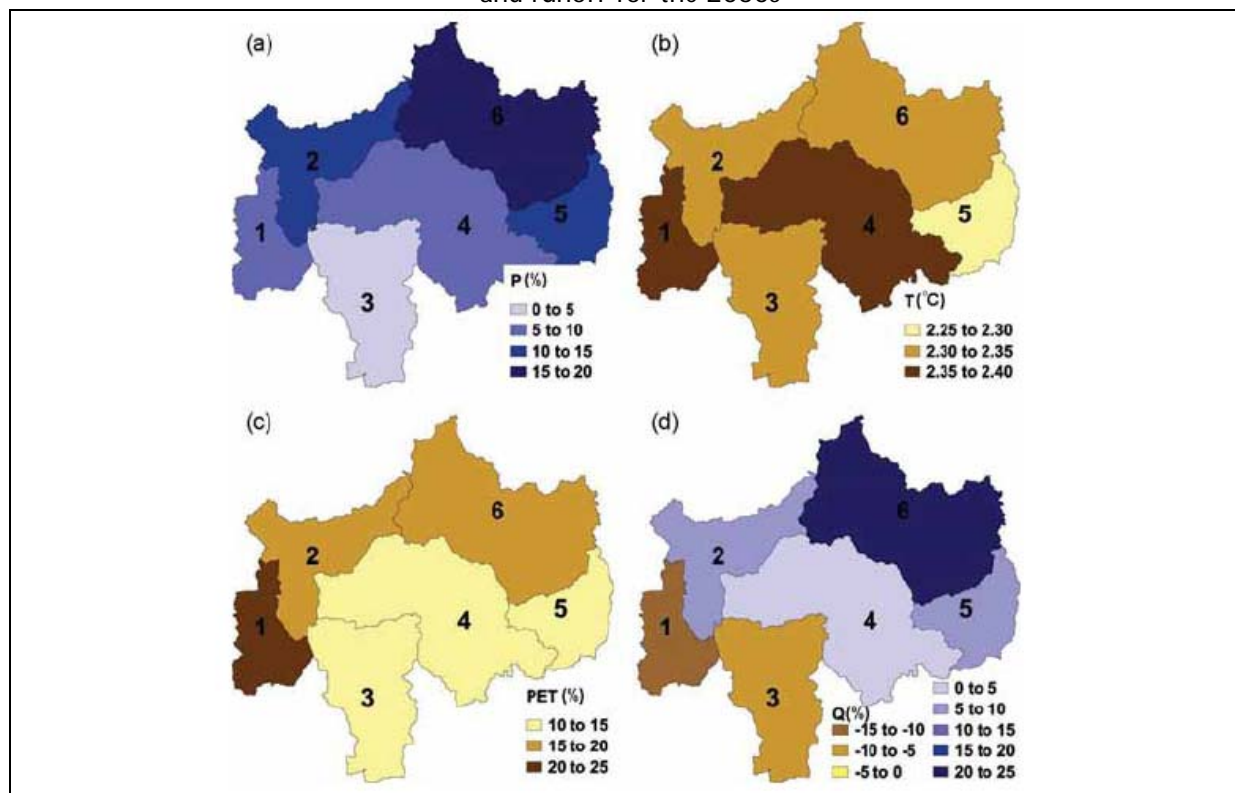 and runoff for the
(a)
6
2
5
1
4
3
P (%)
0 to 5
5 to 10
10 to 15
15 to 20
(b)
6
2
5
1
4
3
T (°C)
2.25 to 2.30
2.30 to 2.35
2.35 to 2.40
(c)
6
2
5
1
4
3
PET (%)
10 to 15
15 to 20
20 to 25
(d)
6
2
5
1
4
3
Q(%)
-15 to -10
-10 to -5
-5 to 0
0 to 5
5 to 10
10 to 15
15 to 20
20 to 25